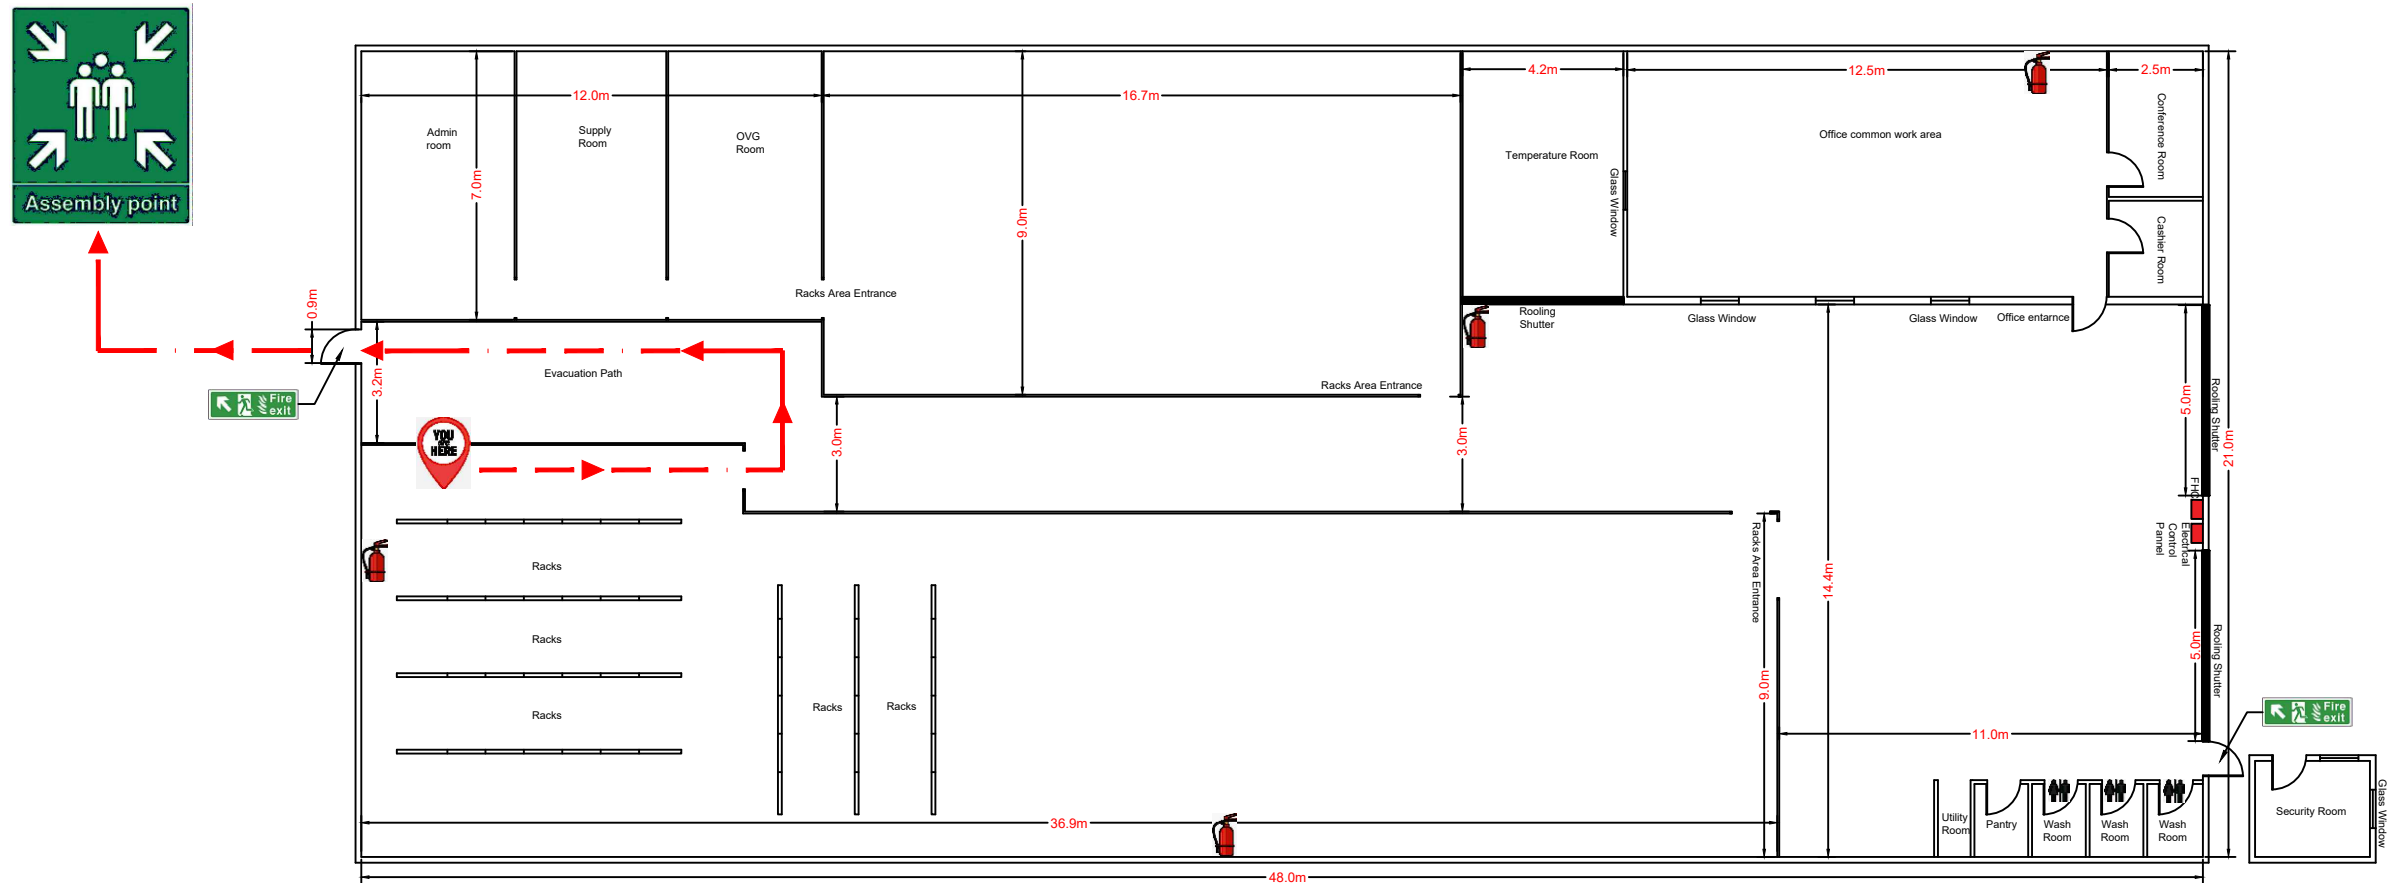 Assembly point
4.2m
12.5m
2.5m
12.0m
16.7m
Admin
room
Supply
Room
OVG
Room
7.0m
9.0m
Temperature Room
Glass Window
Office common work area
Conference Room
Cashier Room
Racks Area Entrance
0.9m
Rooling
Shutter
Glass Window
Glass Window
Office entarnce
3.2m
Evacuation Path
Fire
exit
Racks Area Entrance
YOU
are
HERE
3.0m
3.0m
5.0m
Rooling Shutter
21.0m
FHC
Electrical
Control
Pannel
Racks Area Entrance
14.4m
Racks
Racks
Racks
Racks
Racks
9.0m
5.0m
Rooling Shutter
11.0m
Fire
exit
36.9m
Utility
Room
Pantry
Wash
Room
Wash
Room
Wash
Room
Security Room
Glass Window
48.0m